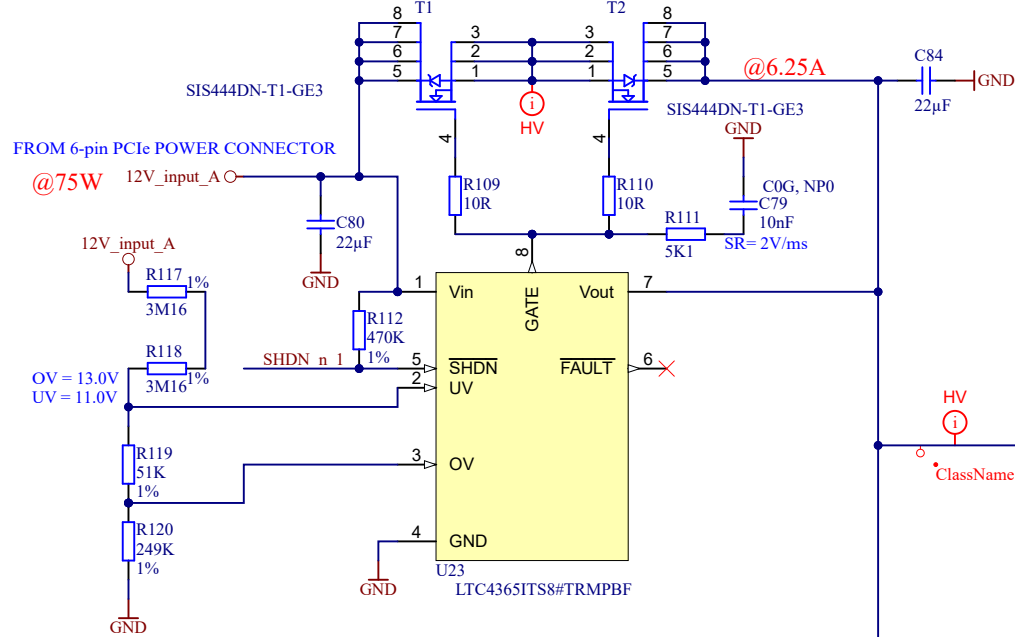 T1
T2
8
7
6
5
3
2
1
3
2
1
8
7
6
5
@6.25A
C84
22µF
GND
SIS444DN-T1-GE3
i
HV
SIS444DN-T1-GE3
GND
4
4
FROM 6-pin PCIe POWER CONNECTOR
@75W
12V_input_A
R109
10R
R110
10R
C0G, NP0
C79
10nF
R111
5K1
SR= 2V/ms
C80
22µF
GND
12V_input_A
R117
1%
3M16
8
1
Vin
GATE
Vout
7
R112
470K
1%
R118
1%
3M16
SHDN_n_1
5
SHDN
FAULT
6
2
UV
OV = 13.0V
UV = 11.0V
HV
i
ClassName
R119
51K
1%
3
OV
R120
249K
1%
4
GND
U23
GND
LTC4365ITS8#TRMPBF
GND